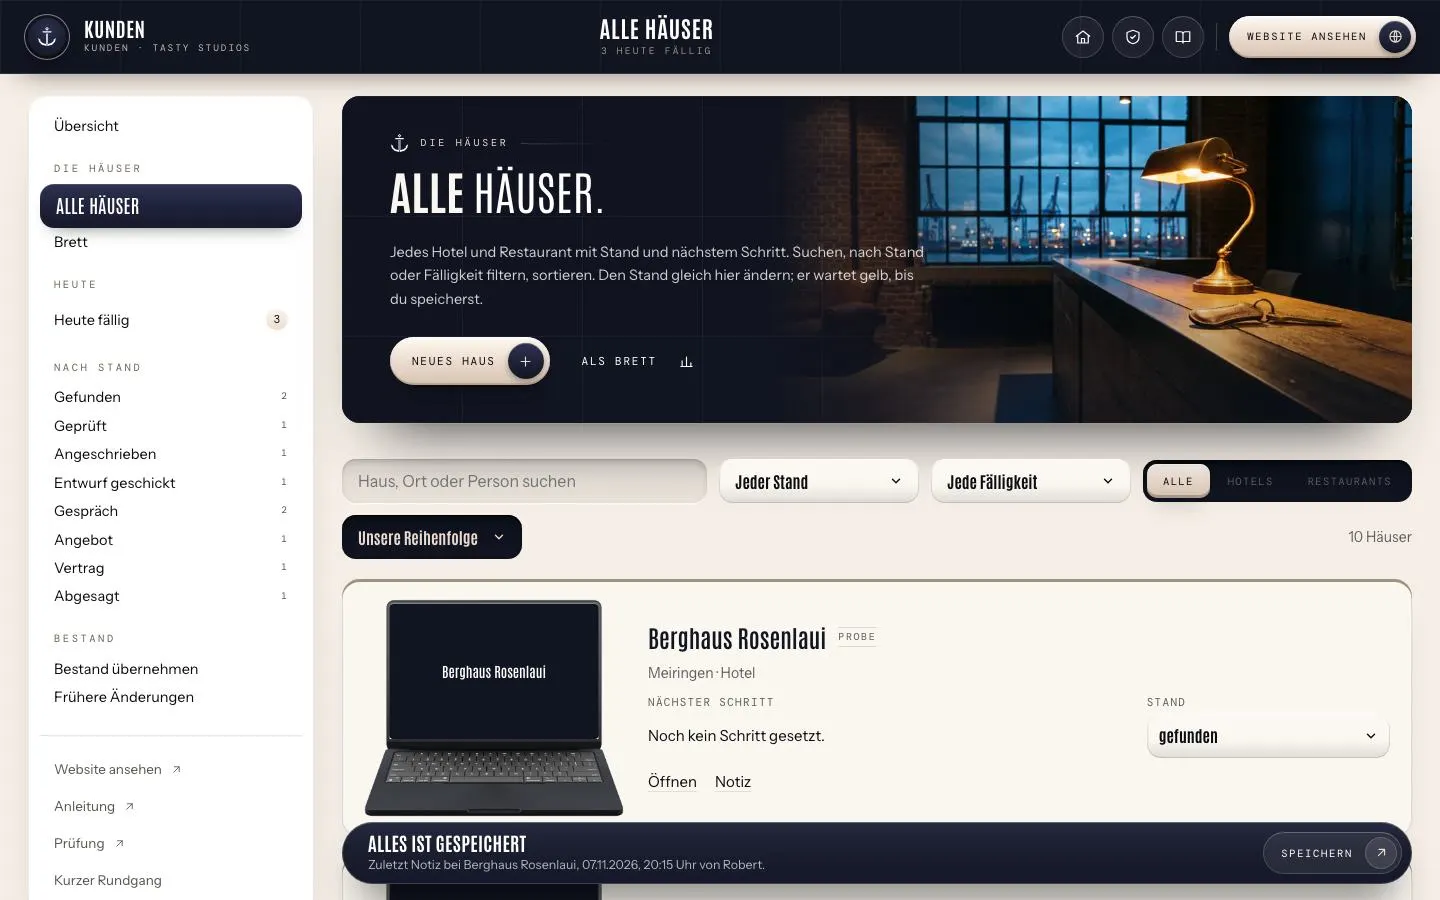 KUNDEN
KUNDEN · TASTY STUDIOS
ALLE HÄUSER
3 HEUTE FÄLLIG
WEBSITE ANSEHEN
Übersicht
DIE HÄUSER
ALLE HÄUSER
Brett
HEUTE
Heute fällig 3
NACH STAND
Gefunden 2
Geprüft 1
Angeschrieben 1
Entwurf geschickt 1
Gespräch 2
Angebot 1
Vertrag 1
Abgesagt 1
BESTAND
Bestand übernehmen
Frühere Änderungen
Website ansehen
Anleitung
Prüfung
Kurzer Rundgang
DIE HÄUSER
ALLE HÄUSER.
Jedes Hotel und Restaurant mit Stand und nächstem Schritt. Suchen, nach Stand
oder Fälligkeit filtern, sortieren. Den Stand gleich hier ändern; er wartet gelb, bis
du speicherst.
NEUES HAUS
ALS BRETT
Haus, Ort oder Person suchen
Jeder Stand
Jede Fälligkeit
ALLE HOTELS RESTAURANTS
Unsere Reihenfolge
10 Häuser
Berghaus Rosenlaui
Berghaus Rosenlaui PROBE
Meiringen · Hotel
NÄCHSTER SCHRITT
Noch kein Schritt gesetzt.
Öffnen Notiz
STAND
gefunden
ALLES IST GESPEICHERT
Zuletzt Notiz bei Berghaus Rosenlaui, 07.11.2026, 20:15 Uhr von Robert.
SPEICHERN